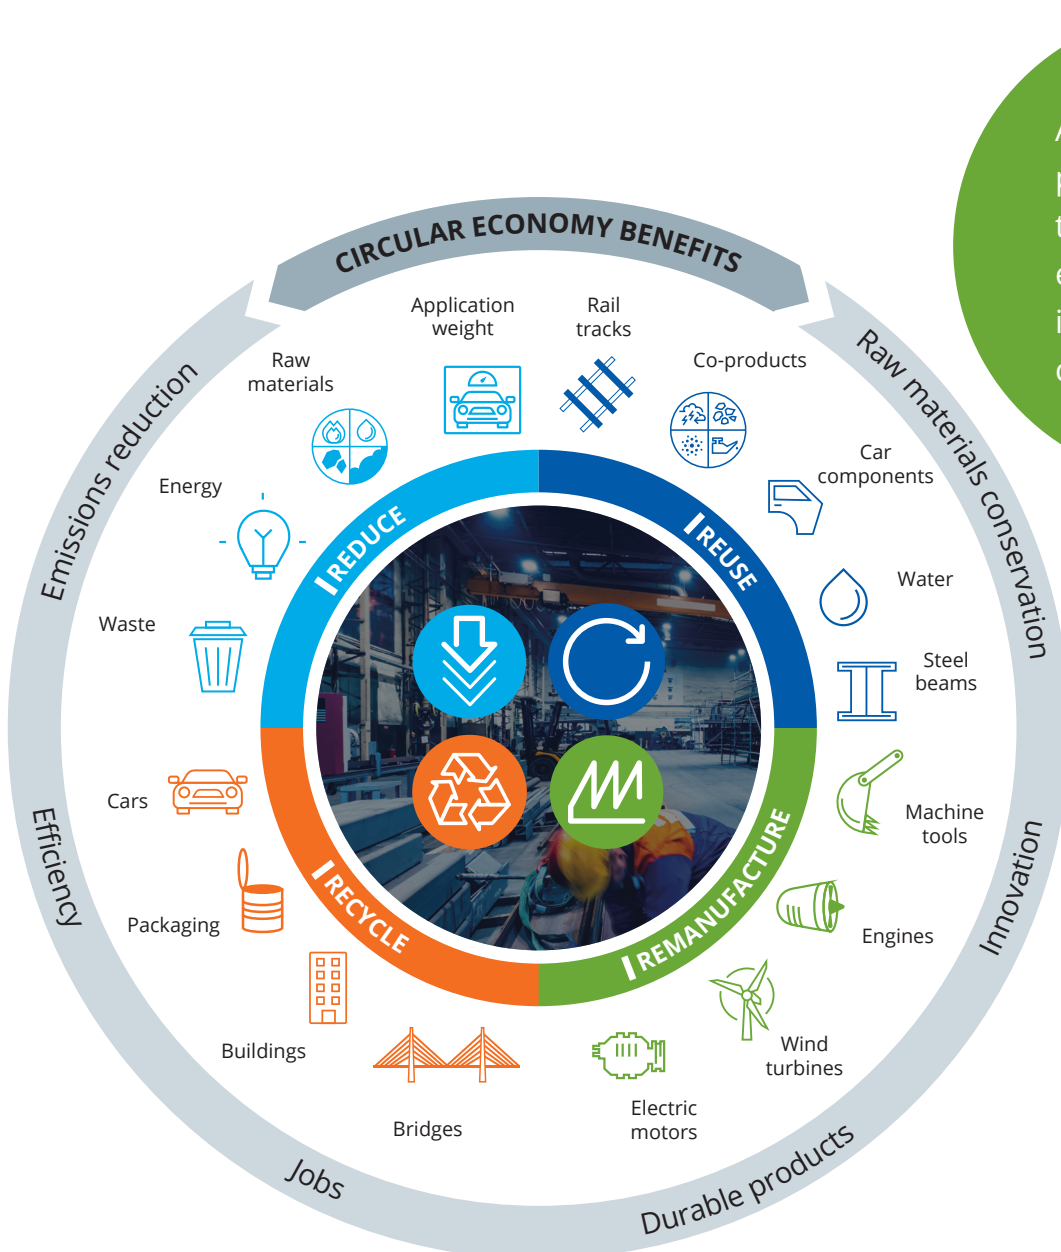 CIRCULAR ECONOMY BENEFITS
Application
weight
Rail
tracks
Raw
materials
Co-products
Energy
Car
components
Waste
Water
Steel
beams
Cars
Machine
tools
Packaging
Engines
Buildings
Wind
turbines
Bridges
Electric
motors
REDUCE
REUSE
RECYCLE
REMANUFACTURE
Emissions reduction
Raw materials conservation
Efficiency
Innovation
Jobs
Durable products